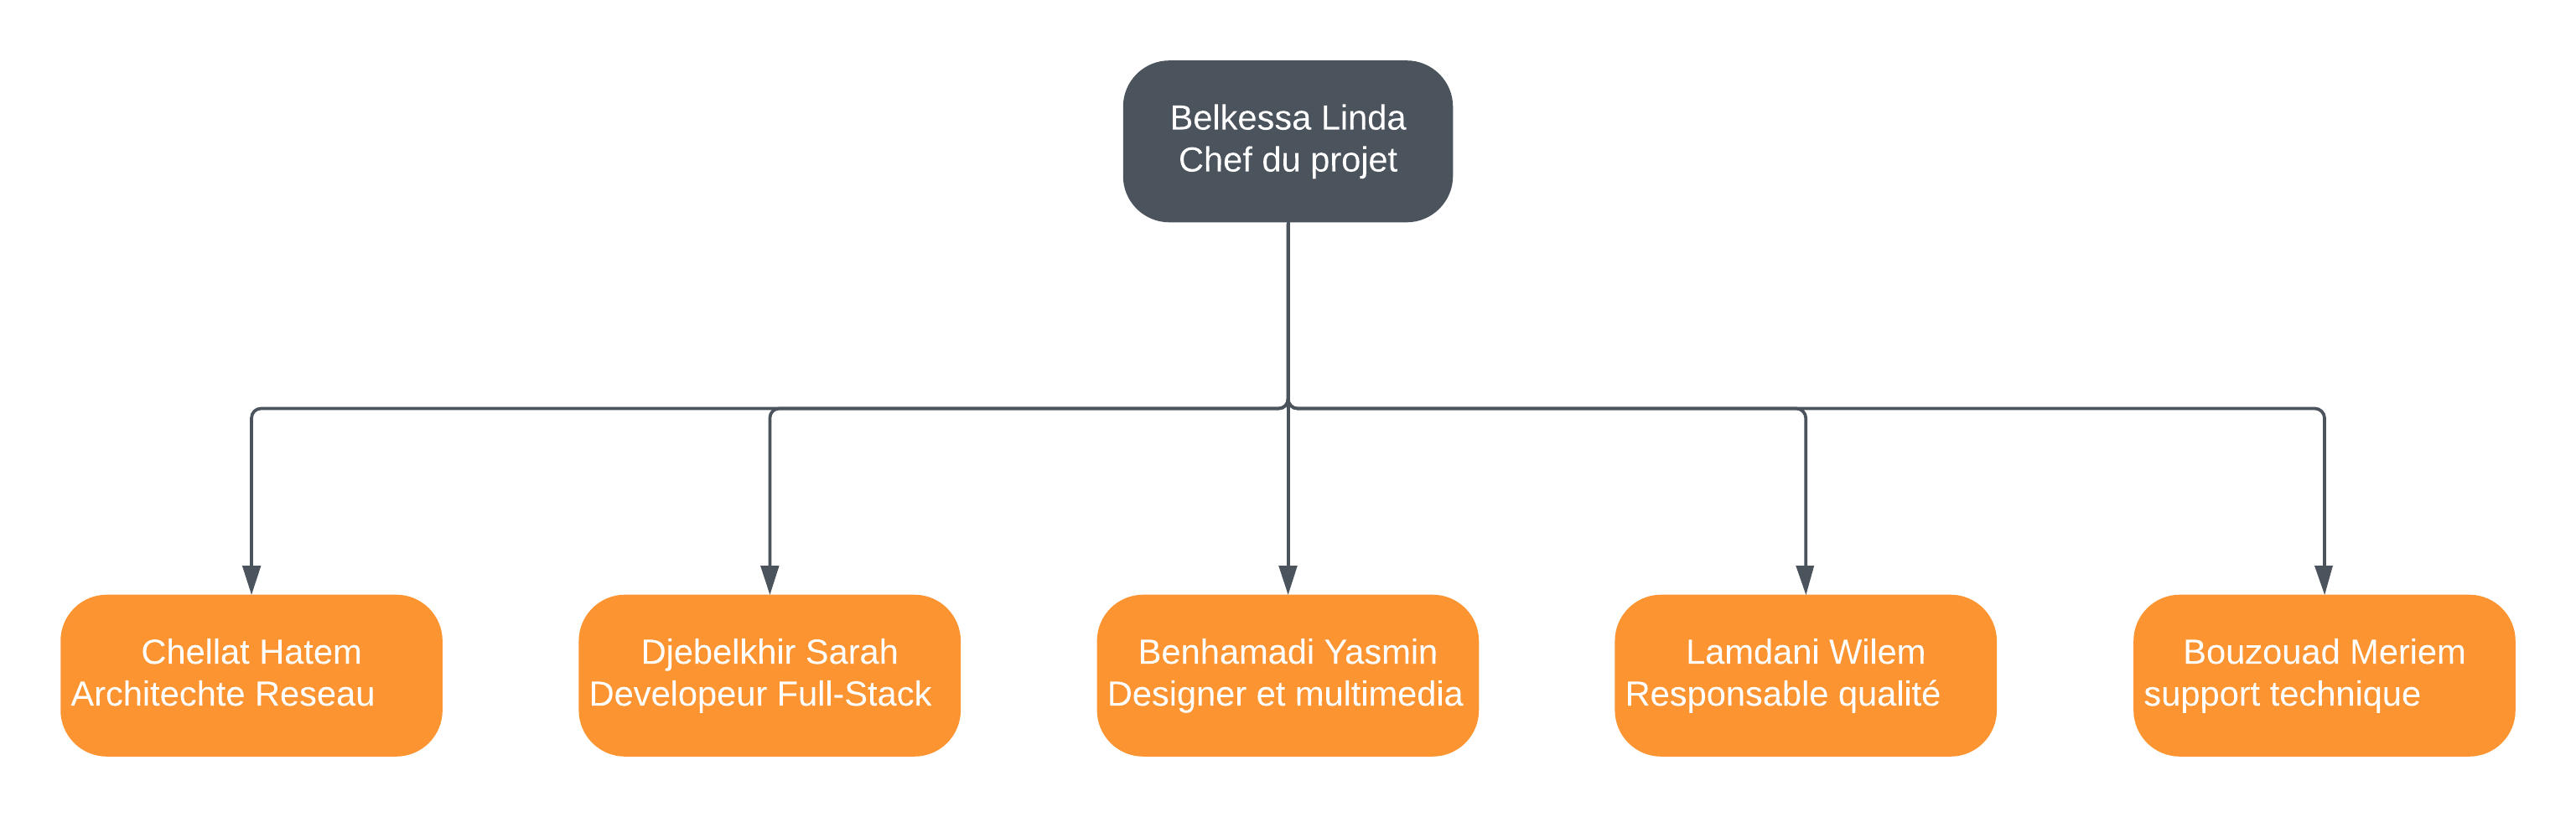 Belkessa Linda
Chef du projet
Chellat Hatem
Architechte Reseau
Djebelkhir Sarah
Developeur Full-Stack
Benhamadi Yasmin
Designer et multimedia
Lamdani Wilem
Responsable qualité
Bouzouad Meriem
support technique